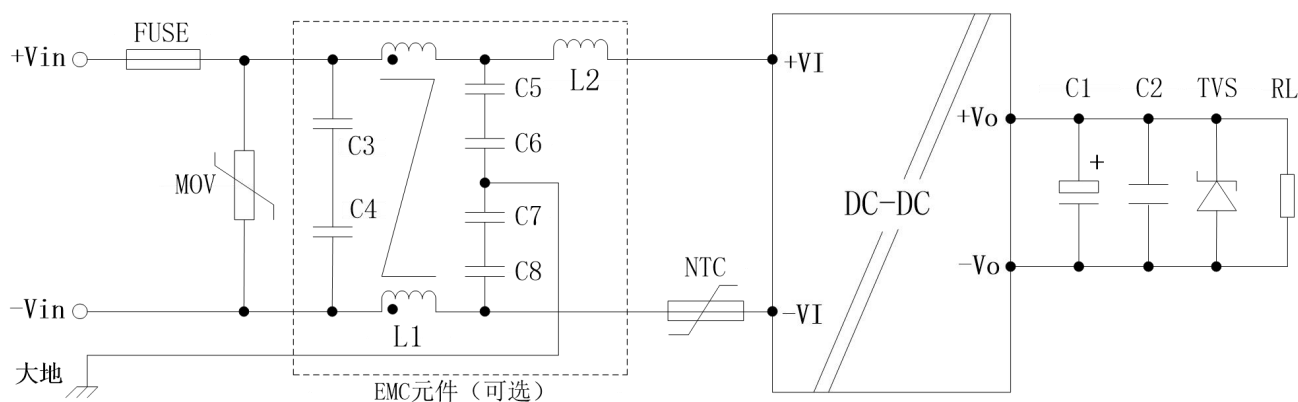 FUSE
+Vin
L2
+VI
C5
C1
C2
TVS
RL
+Vo
C3
C6
MOV
DC-DC
C4
C7
C8
NTC
-Vo
-Vin
L1
-VI
大地
EMC元件（可选）
+